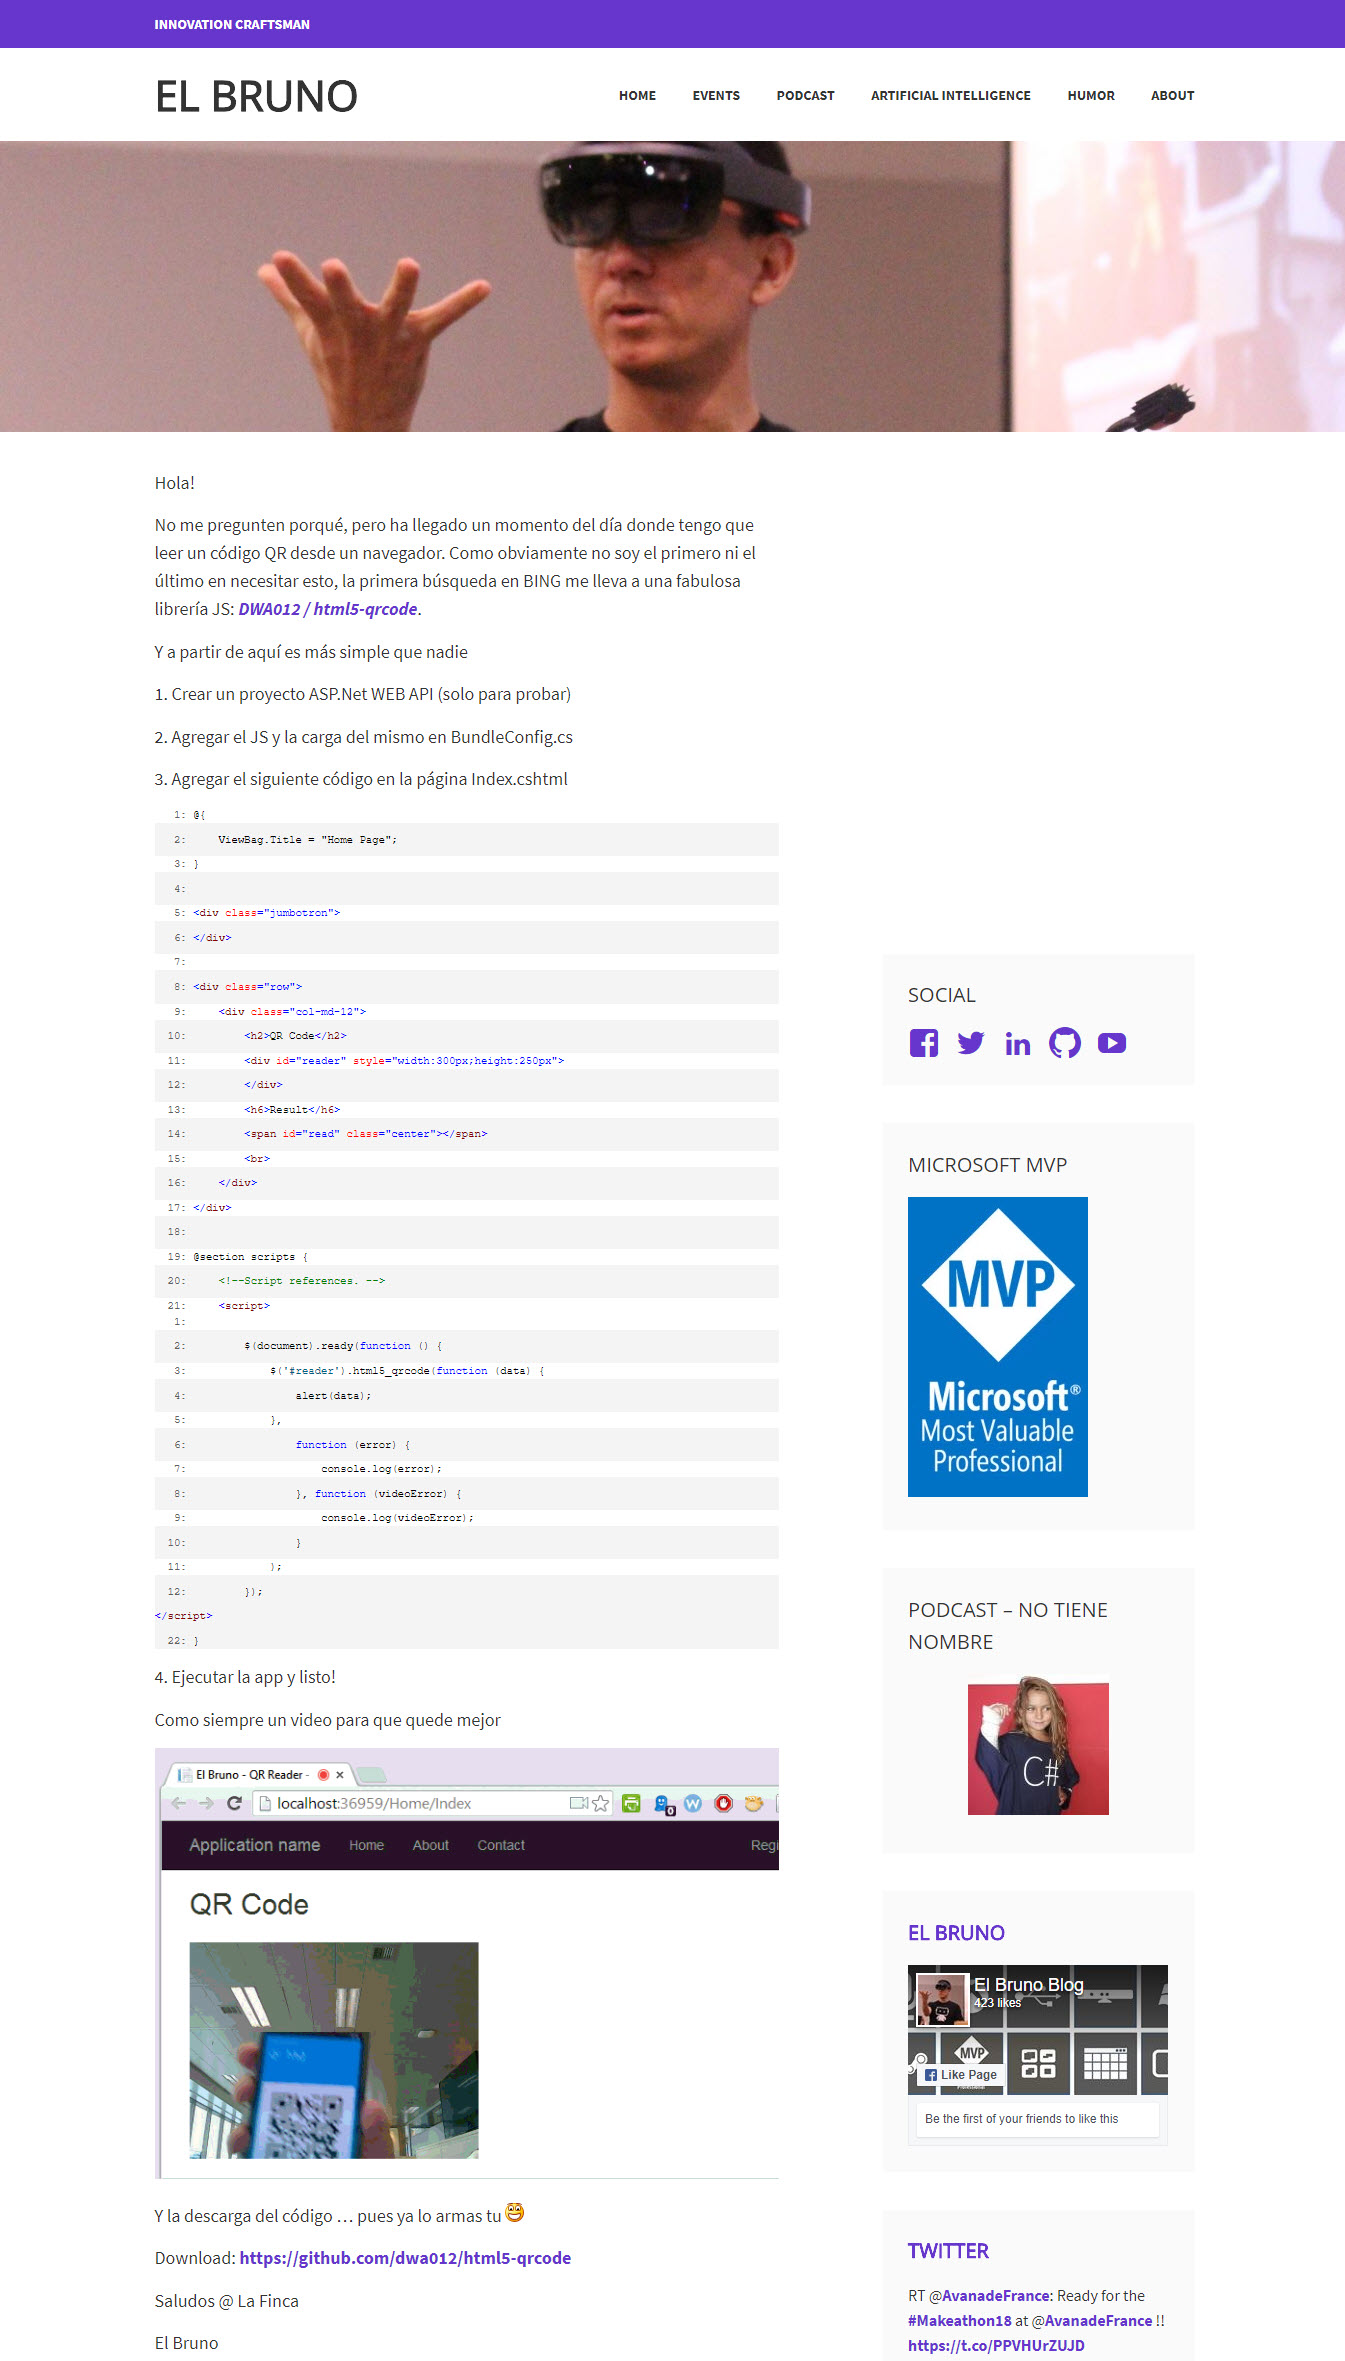 INNOVATION CRAFTSMAN
EL BRUNO
HOME EVENTS PODCAST ARTIFICIAL INTELLIGENCE HUMOR ABOUT
Hola!
No me pregunten porqué, pero ha llegado un momento del día donde tengo que
leer un código QR desde un navegador. Como obviamente no soy el primero ni el
último en necesitar esto, la primera búsqueda en BING me lleva a una fabulosa
librería JS: DWA012 / html5-qrcode.
Y a partir de aquí es más simple que nadie
1. Crear un proyecto ASP.Net WEB API (solo para probar)
2. Agregar el JS y la carga del mismo en BundleConfig.cs
3. Agregar el siguiente código en la página Index.cshtml
1: @{
2:     ViewBag.Title = "Home Page";
3: }
4:
5: <div class="jumbotron">
6: </div>
7:
8: <div class="row">
9:     <div class="col-md-12">
10:         <h2>QR Code</h2>
11:         <div id="reader" style="width:300px;height:250px">
12:         </div>
13:         <h6>Result</h6>
14:         <span id="read" class="center"></span>
15:         <br>
16:     </div>
17: </div>
18:
19: @section scripts {
20:     <!--Script references. -->
21:     <script>
1:
2:         $(document).ready(function () {
3:             $('#reader').html5_qrcode(function (data) {
4:                 alert(data);
5:             },
6:                 function (error) {
7:                     console.log(error);
8:                 }, function (videoError) {
9:                     console.log(videoError);
10:                 }
11:             );
12:         });
</script>
22: }
4. Ejecutar la app y listo!
Como siempre un video para que quede mejor
El Bruno - QR Reader -
localhost:36959/Home/Index
W
0
Application name Home About Contact Regi
QR Code
Y la descarga del código … pues ya lo armas tu
Download: https://github.com/dwa012/html5-qrcode
Saludos @ La Finca
El Bruno
SOCIAL
MICROSOFT MVP
MVP
Microsoft®
Most Valuable
Professional
PODCAST – NO TIENE
NOMBRE
C#
EL BRUNO
El Bruno Blog
423 likes
MVP
Like Page
Be the first of your friends to like this
TWITTER
RT @AvanadeFrance: Ready for the
#Makeathon18 at @AvanadeFrance !!
https://t.co/PPVHUrZUJD